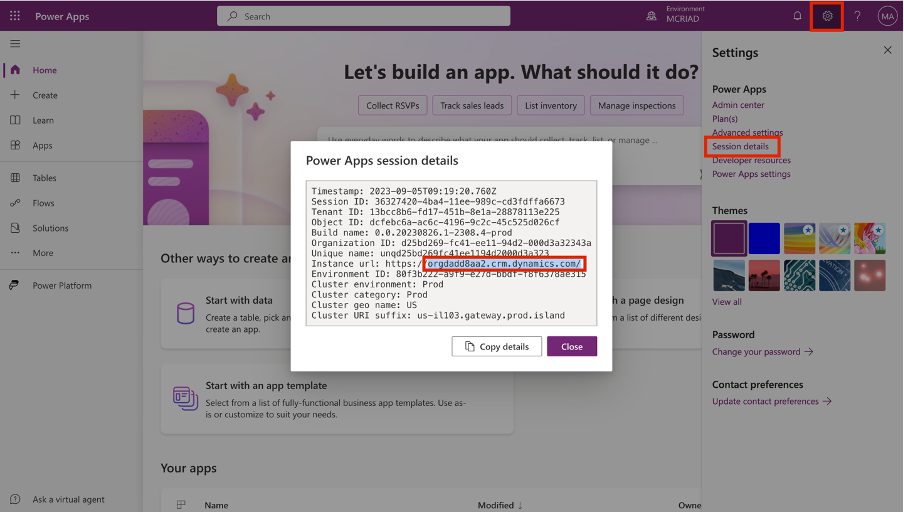 Power Apps
Search
Environment
MCRIAD
?
MA
Home
Create
Learn
Apps
Tables
Flows
Solutions
More
Power Platform
Ask a virtual agent
Let's build an app. What should it do?
Collect RSVPs
Track sales leads
List inventory
Manage inspections
Use everyday words to describe what your app should collect, track, list, or manage ...
Other ways to create an
Start with data
Create a table, pick an
create an app.
h a page design
m a list of different
Start with an app template
Select from a list of fully-functional business app templates. Use as-
is or customize to suit your needs.
Your apps
Name
Modified ↓
Owne
Power Apps session details
Timestamp: 2023-09-05T09:19:20.760Z
Session ID: 36327420-4ba4-11ee-989c-cd3fdffa6673
Tenant ID: 13bcc8b6-fd17-451b-8e1a-28878113e225
Object ID: dcfebc6a-ac6c-4196-9c2c-45c525d026cf
Build name: 0.0.20230826.1-2308.4-prod
Organization ID: d25bd269-fc41-ee11-94d2-000d3a32343a
Unique name: unqd25bd269fc41ee1194d2000d3a323
Instance url: https://orgdadd8aa2.crm.dynamics.com/
Environment ID: 80f3b222-a9f9-e27d-bbdf-f8f6378ae315
Cluster environment: Prod
Cluster category: Prod
Cluster geo name: US
Cluster URI suffix: us-il103.gateway.prod.island
Copy details
Close
Settings
Power Apps
Admin center
Plan(s)
Advanced settings
Session details
Developer resources
Power Apps settings
Themes
View all
Password
Change your password →
Contact preferences
Update contact preferences →